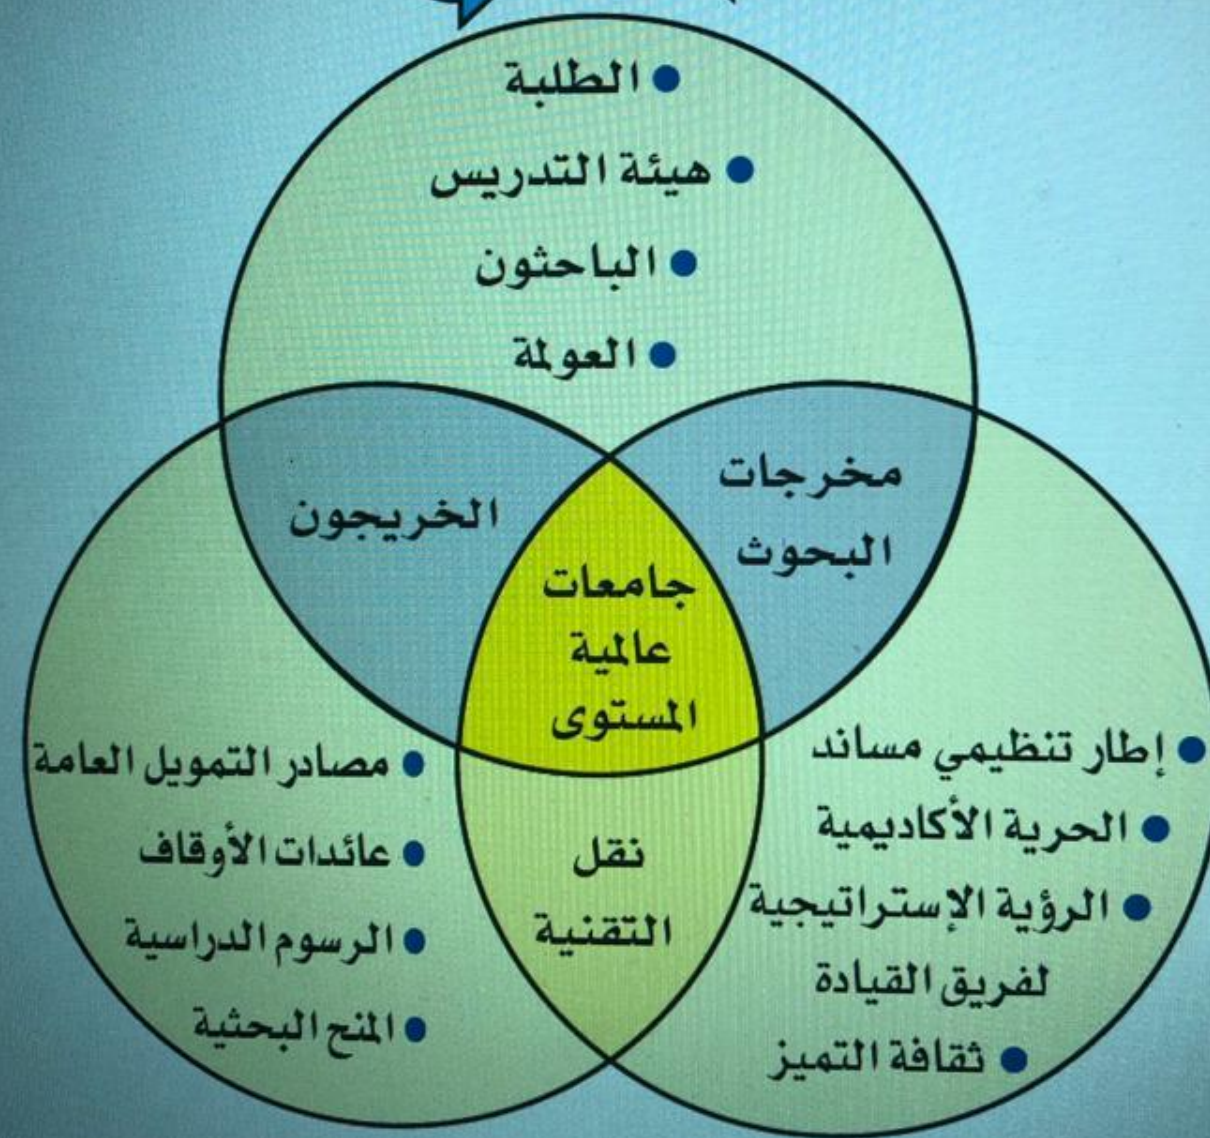 • الطلبة
• هيئة التدريس
• الباحثون
• العولمة
مخرجات
البحوث
الخريجون
جامعات
عالمية
المستوى
• إطار تنظيمي مساند
• الحرية الأكاديمية
• الرؤية الإستراتيجية
لفريق القيادة
• ثقافة التميز
نقل
التقنية
• مصادر التمويل العامة
• عائدات الأوقاف
• الرسوم الدراسية
• المنح البحثية